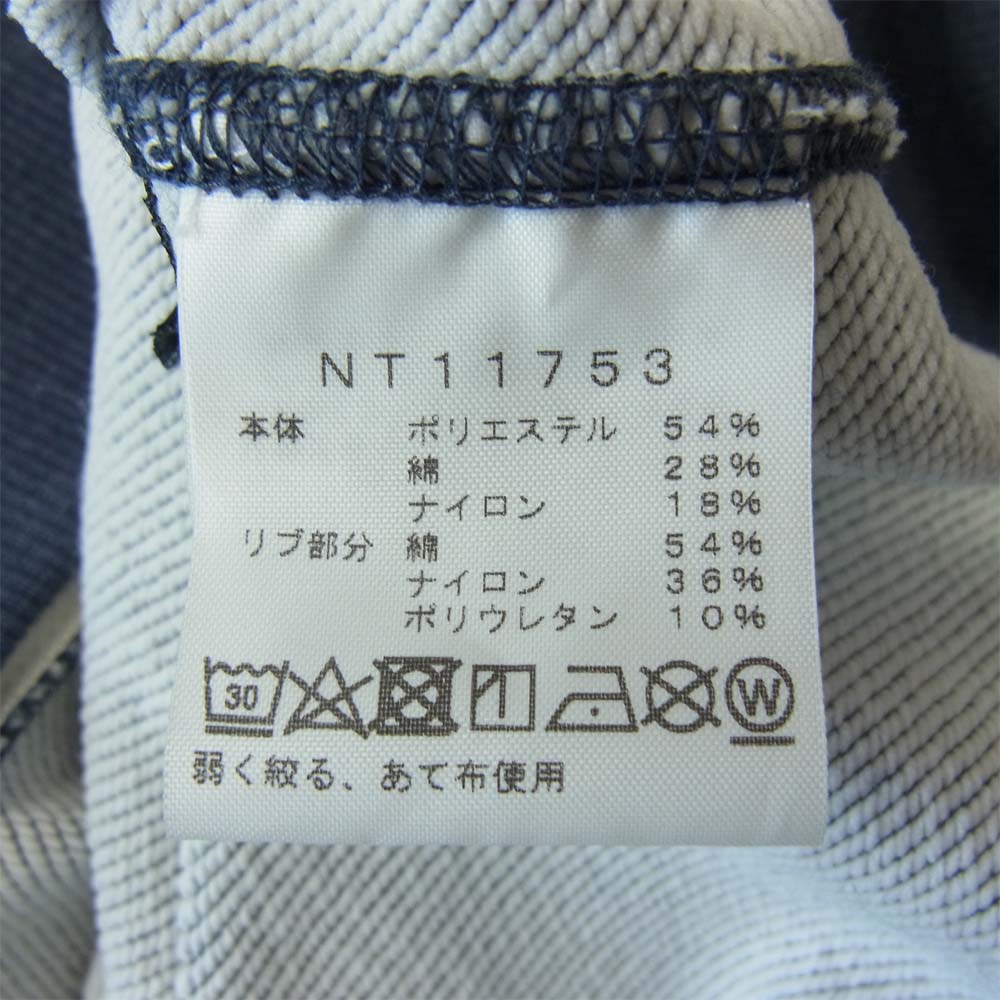 NT11753
本体 ポリエステル 54%
綿 28%
ナイロン 18%
リブ部分 綿 54%
ナイロン 36%
ポリウレタン 10%
30 W
弱く絞る、あて布使用